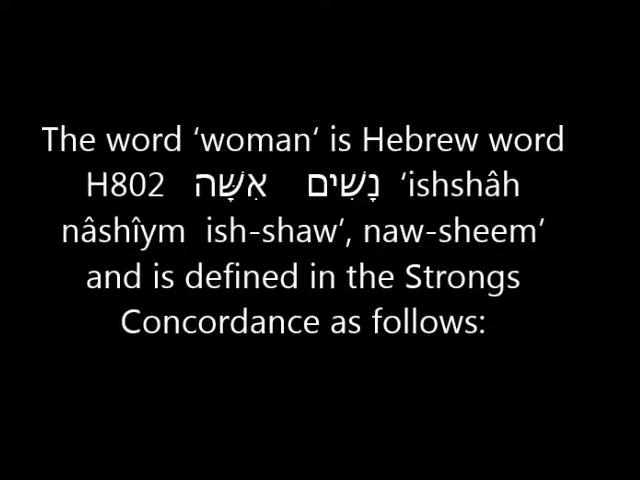 The word ‘woman‘ is Hebrew word
H802 אִשָּׁה נָשִׁים ‘ishshâh
nâshîym ish-shaw’, naw-sheem’
and is defined in the Strongs
Concordance as follows: